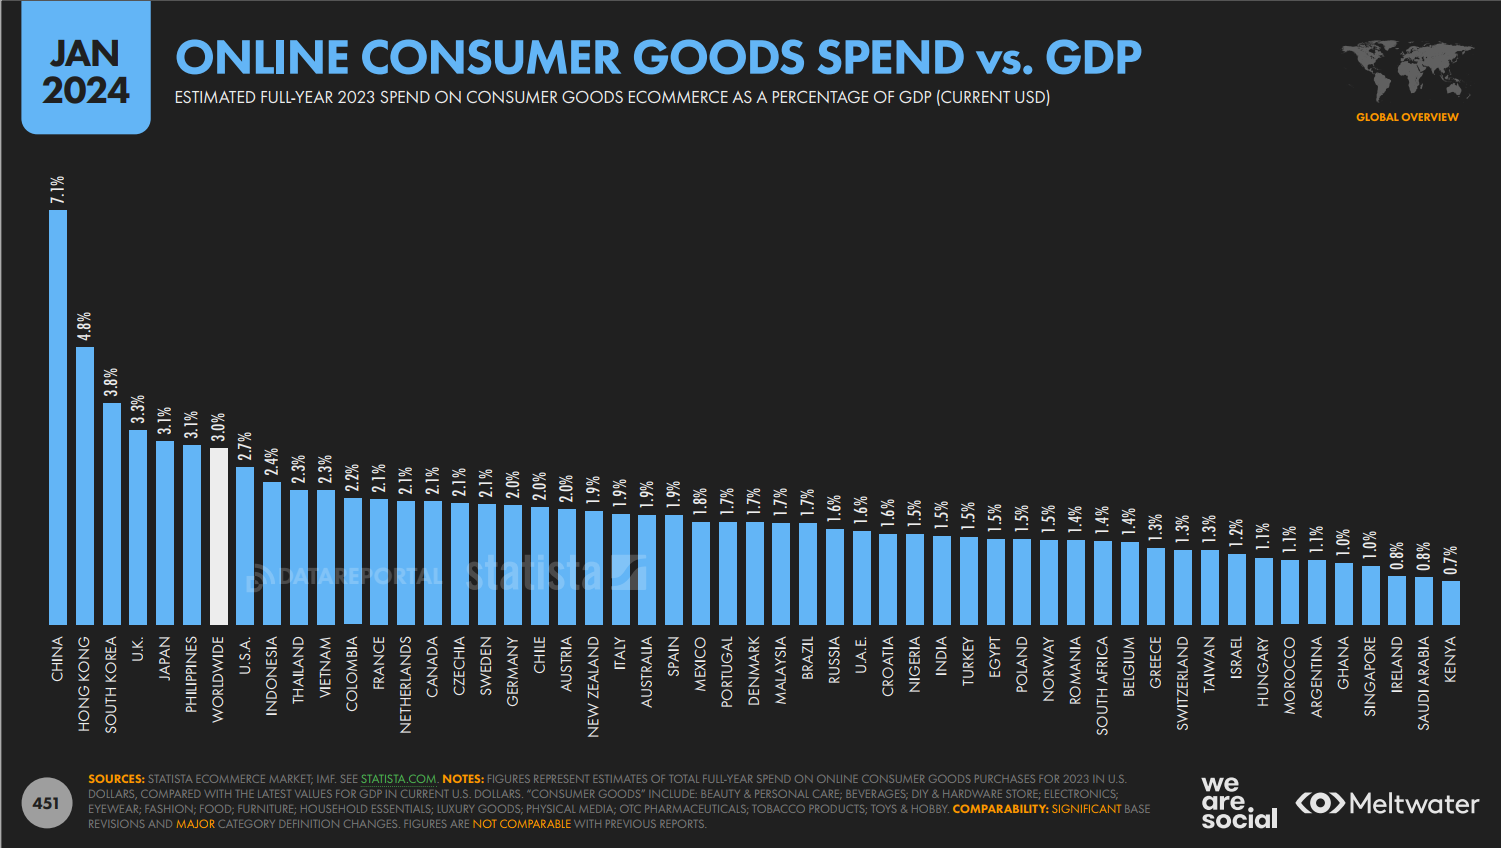 JAN
2024
ONLINE CONSUMER GOODS SPEND vs. GDP
ESTIMATED FULL-YEAR 2023 SPEND ON CONSUMER GOODS ECOMMERCE AS A PERCENTAGE OF GDP (CURRENT USD)
GLOBAL OVERVIEW
7.1%
4.8%
3.8%
3.3%
3.1%
3.1%
3.0%
2.7%
2.4%
2.3%
2.3%
2.2%
2.1%
2.1%
2.1%
2.1%
2.1%
2.0%
2.0%
2.0%
1.9%
1.9%
1.9%
1.9%
1.8%
1.7%
1.7%
1.7%
1.7%
1.6%
1.6%
1.6%
1.5%
1.5%
1.5%
1.5%
1.5%
1.5%
1.4%
1.4%
1.4%
1.3%
1.3%
1.3%
1.2%
1.1%
1.1%
1.1%
1.0%
1.0%
0.8%
0.8%
0.7%
DATAREPORTAL
statista
CHINA
HONG KONG
SOUTH KOREA
U.K.
JAPAN
PHILIPPINES
WORLDWIDE
U.S.A.
INDONESIA
THAILAND
VIETNAM
COLOMBIA
FRANCE
NETHERLANDS
CANADA
CZECHIA
SWEDEN
GERMANY
CHILE
AUSTRIA
NEW ZEALAND
ITALY
AUSTRALIA
SPAIN
MEXICO
PORTUGAL
DENMARK
MALAYSIA
BRAZIL
RUSSIA
U.A.E.
CROATIA
NIGERIA
INDIA
TURKEY
EGYPT
POLAND
NORWAY
ROMANIA
SOUTH AFRICA
BELGIUM
GREECE
SWITZERLAND
TAIWAN
ISRAEL
HUNGARY
MOROCCO
ARGENTINA
GHANA
SINGAPORE
IRELAND
SAUDI ARABIA
KENYA
451
SOURCES: STATISTA ECOMMERCE MARKET; IMF. SEE STATISTA.COM. NOTES: FIGURES REPRESENT ESTIMATES OF TOTAL FULL-YEAR SPEND ON ONLINE CONSUMER GOODS PURCHASES FOR 2023 IN U.S.
DOLLARS, COMPARED WITH THE LATEST VALUES FOR GDP IN CURRENT U.S. DOLLARS. "CONSUMER GOODS" INCLUDE: BEAUTY & PERSONAL CARE; BEVERAGES; DIY & HARDWARE STORE; ELECTRONICS;
EYEWEAR; FASHION; FOOD; FURNITURE; HOUSEHOLD ESSENTIALS; LUXURY GOODS; PHYSICAL MEDIA; OTC PHARMACEUTICALS; TOBACCO PRODUCTS; TOYS & HOBBY. COMPARABILITY: SIGNIFICANT BASE
REVISIONS AND MAJOR CATEGORY DEFINITION CHANGES. FIGURES ARE NOT COMPARABLE WITH PREVIOUS REPORTS.
we
are.
social
Meltwater